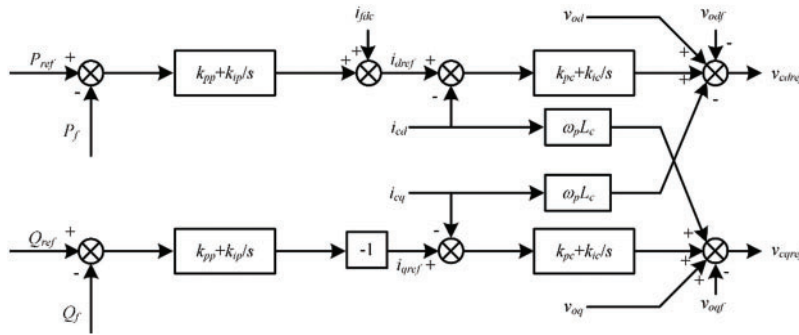 i_fdc
v_od
v_odf
P_ref + k_pp+k_ip/s + + i_dref + k_pc+k_ic/s + + - v_cdref
-
-
-
P_f
i_cd ω_pL_c
i_cq ω_pL_c
-
+
Q_ref + k_pp+k_ip/s -1 i_qref + k_pc+k_ic/s + + - v_cqref
-
Q_f
v_oq
v_oqf